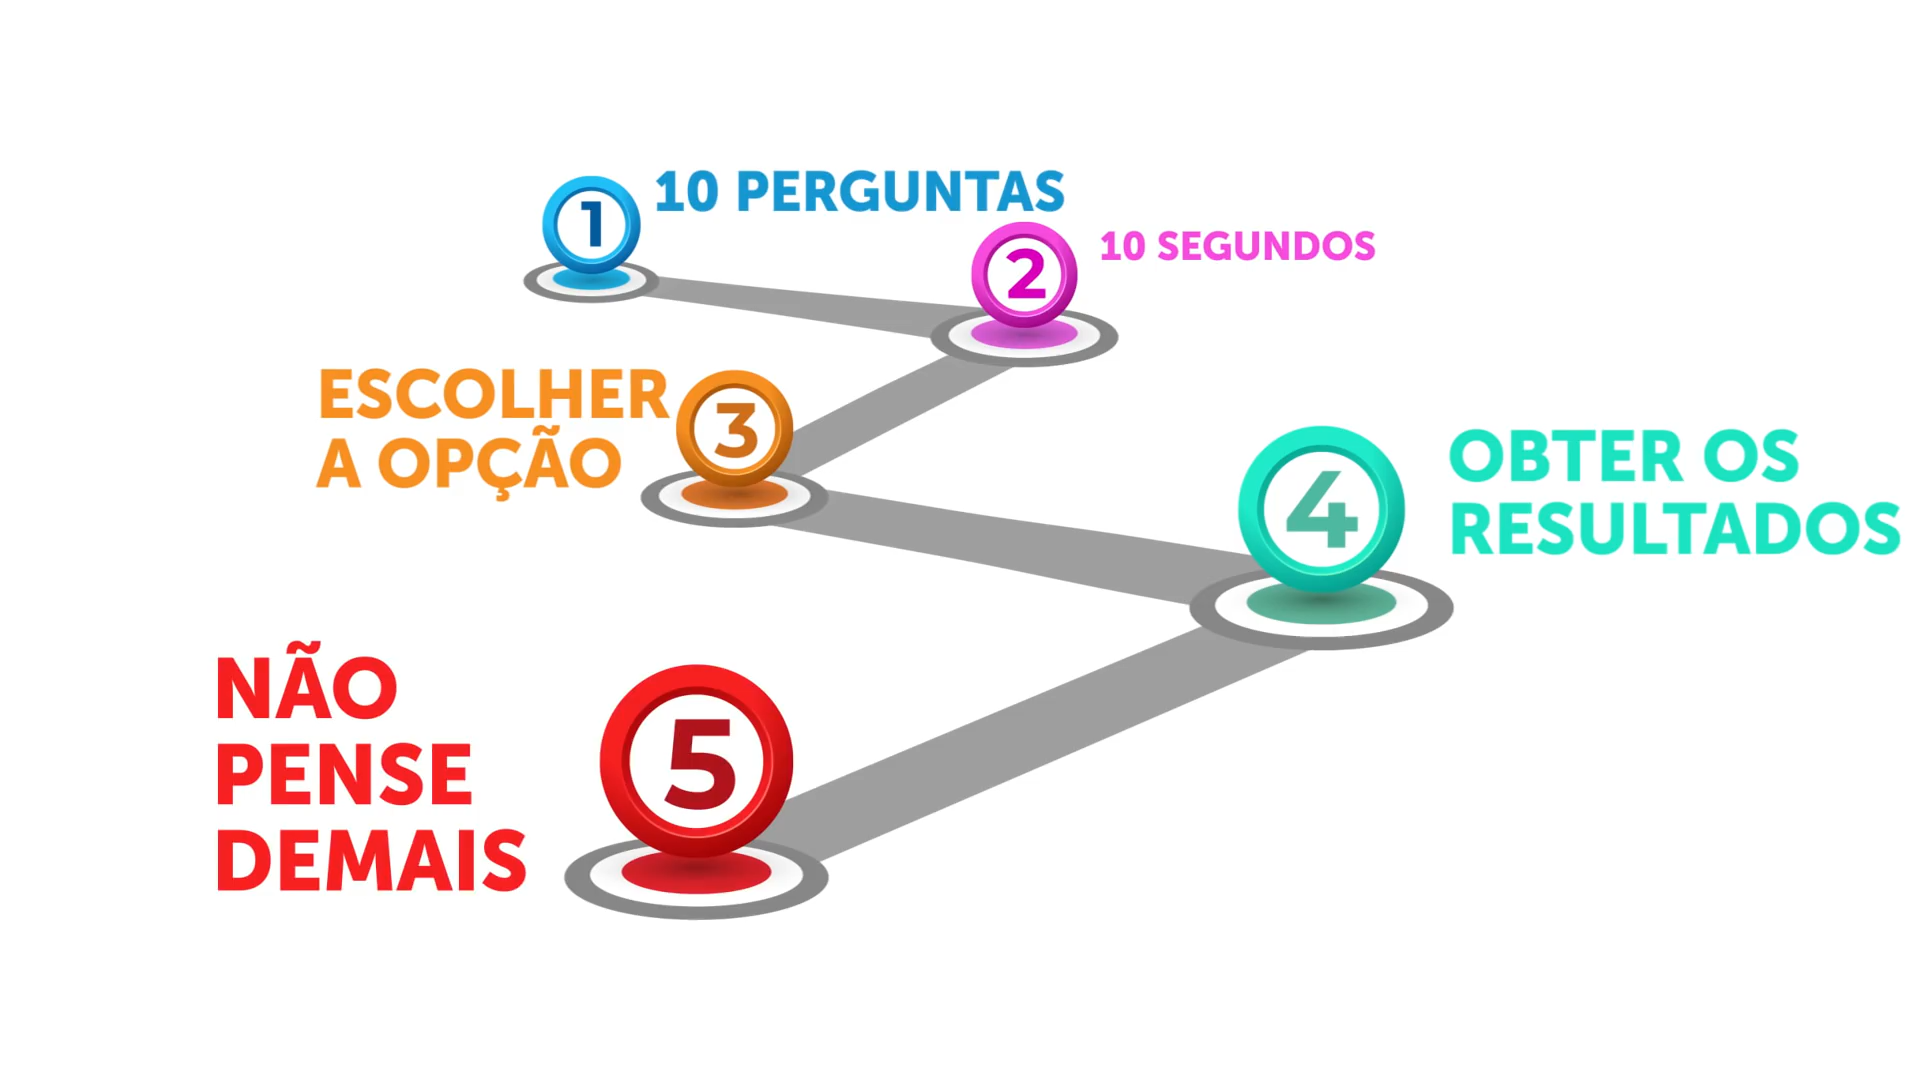 1
10 PERGUNTAS
2
10 SEGUNDOS
3
ESCOLHER
A OPÇÃO
4
OBTER OS
RESULTADOS
5
NÃO
PENSE
DEMAIS